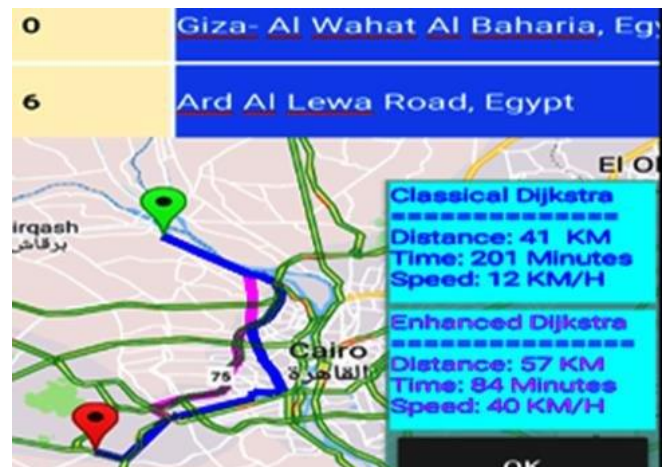 0 Giza- Al Wahat Al Baharia, Eg
6 Ard Al Lewa Road, Egypt
El O
Classical Dijkstra
===============
Distance: 41 KM
Time: 201 Minutes
Speed: 12 KM/H
irqash
برقاش
Enhanced Dijkstra
================
Cairo
القاهرة
75
Distance: 57 KM
Time: 84 Minutes
Speed: 40 KM/H
OK